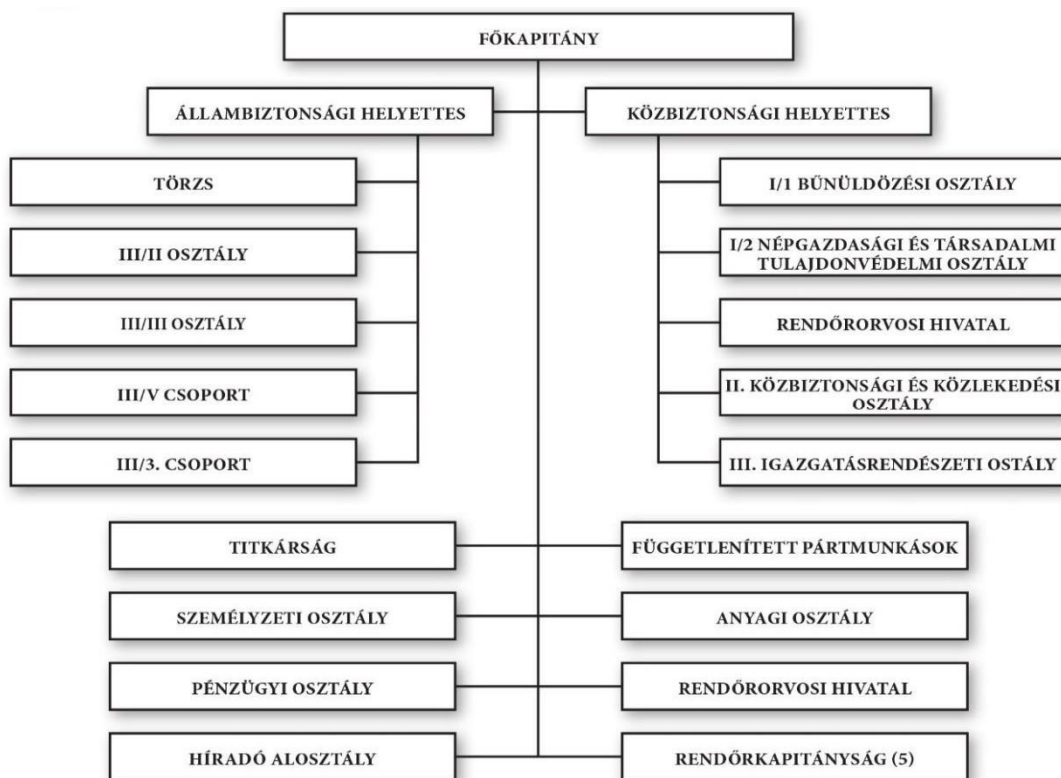 FŐKAPITÁNY
ÁLLAMBIZTONSÁGI HELYETTES
KÖZBIZTONSÁGI HELYETTES
TÖRZS
III/II OSZTÁLY
III/III OSZTÁLY
III/V CSOPORT
III/3. CSOPORT
I/1 BŰNÜLDÖZÉSI OSZTÁLY
I/2 NÉPGAZDASÁGI ÉS TÁRSADALMI
TULAJDONVÉDELMI OSZTÁLY
RENDŐRORVOSI HIVATAL
II. KÖZBIZTONSÁGI ÉS KÖZLEKEDÉSI
OSZTÁLY
III. IGAZGATÁSRENDÉSZETI OSTÁLY
TITKÁRSÁG
FÜGGETLENÍTETT PÁRTMUNKÁSOK
SZEMÉLYZETI OSZTÁLY
ANYAGI OSZTÁLY
PÉNZÜGYI OSZTÁLY
RENDŐRORVOSI HIVATAL
HÍRADÓ ALOSZTÁLY
RENDŐRKAPITÁNYSÁG (5)